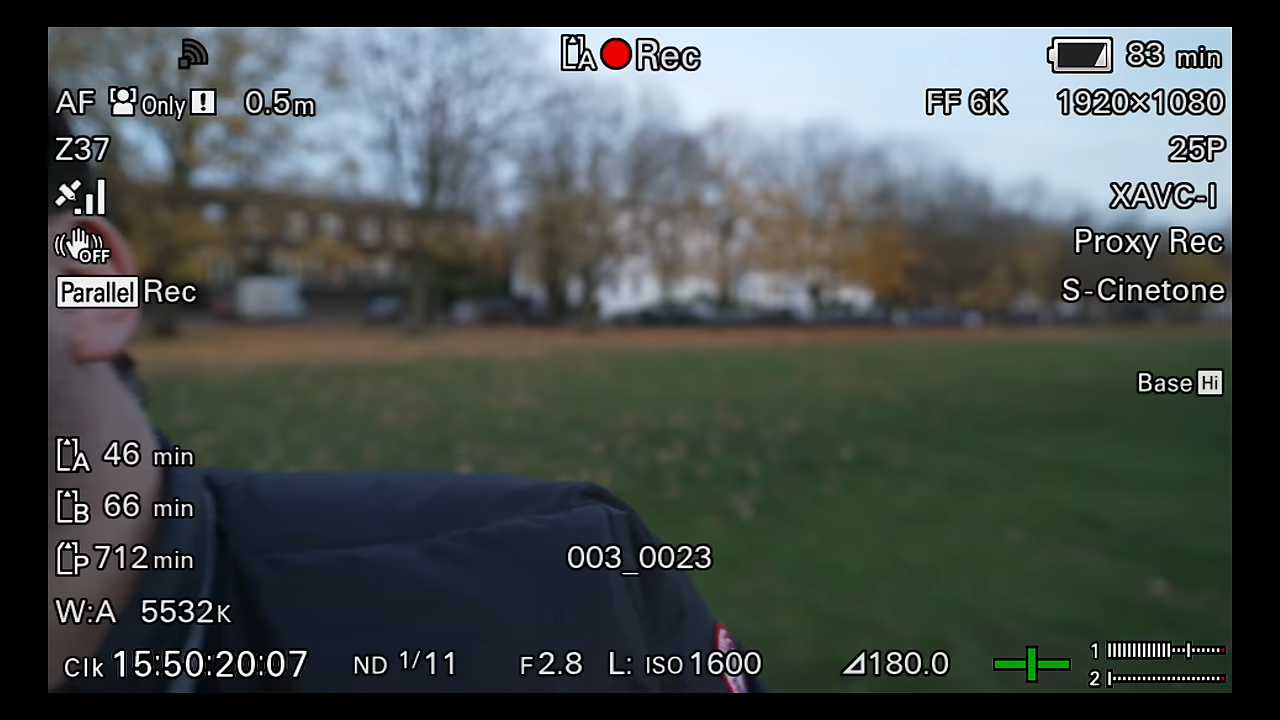 A Rec 83 min
AF Only 0.5m FF 6K 1920×1080
Z37 25P
XAVC-I
OFF Proxy Rec
Parallel Rec S-Cinetone
Base Hi
A 46 min
B 66 min
P 712 min 003_0023
W:A 5532K
Clk 15:50:20:07 ND 1/11 F2.8 L: ISO1600 180.0 1
2